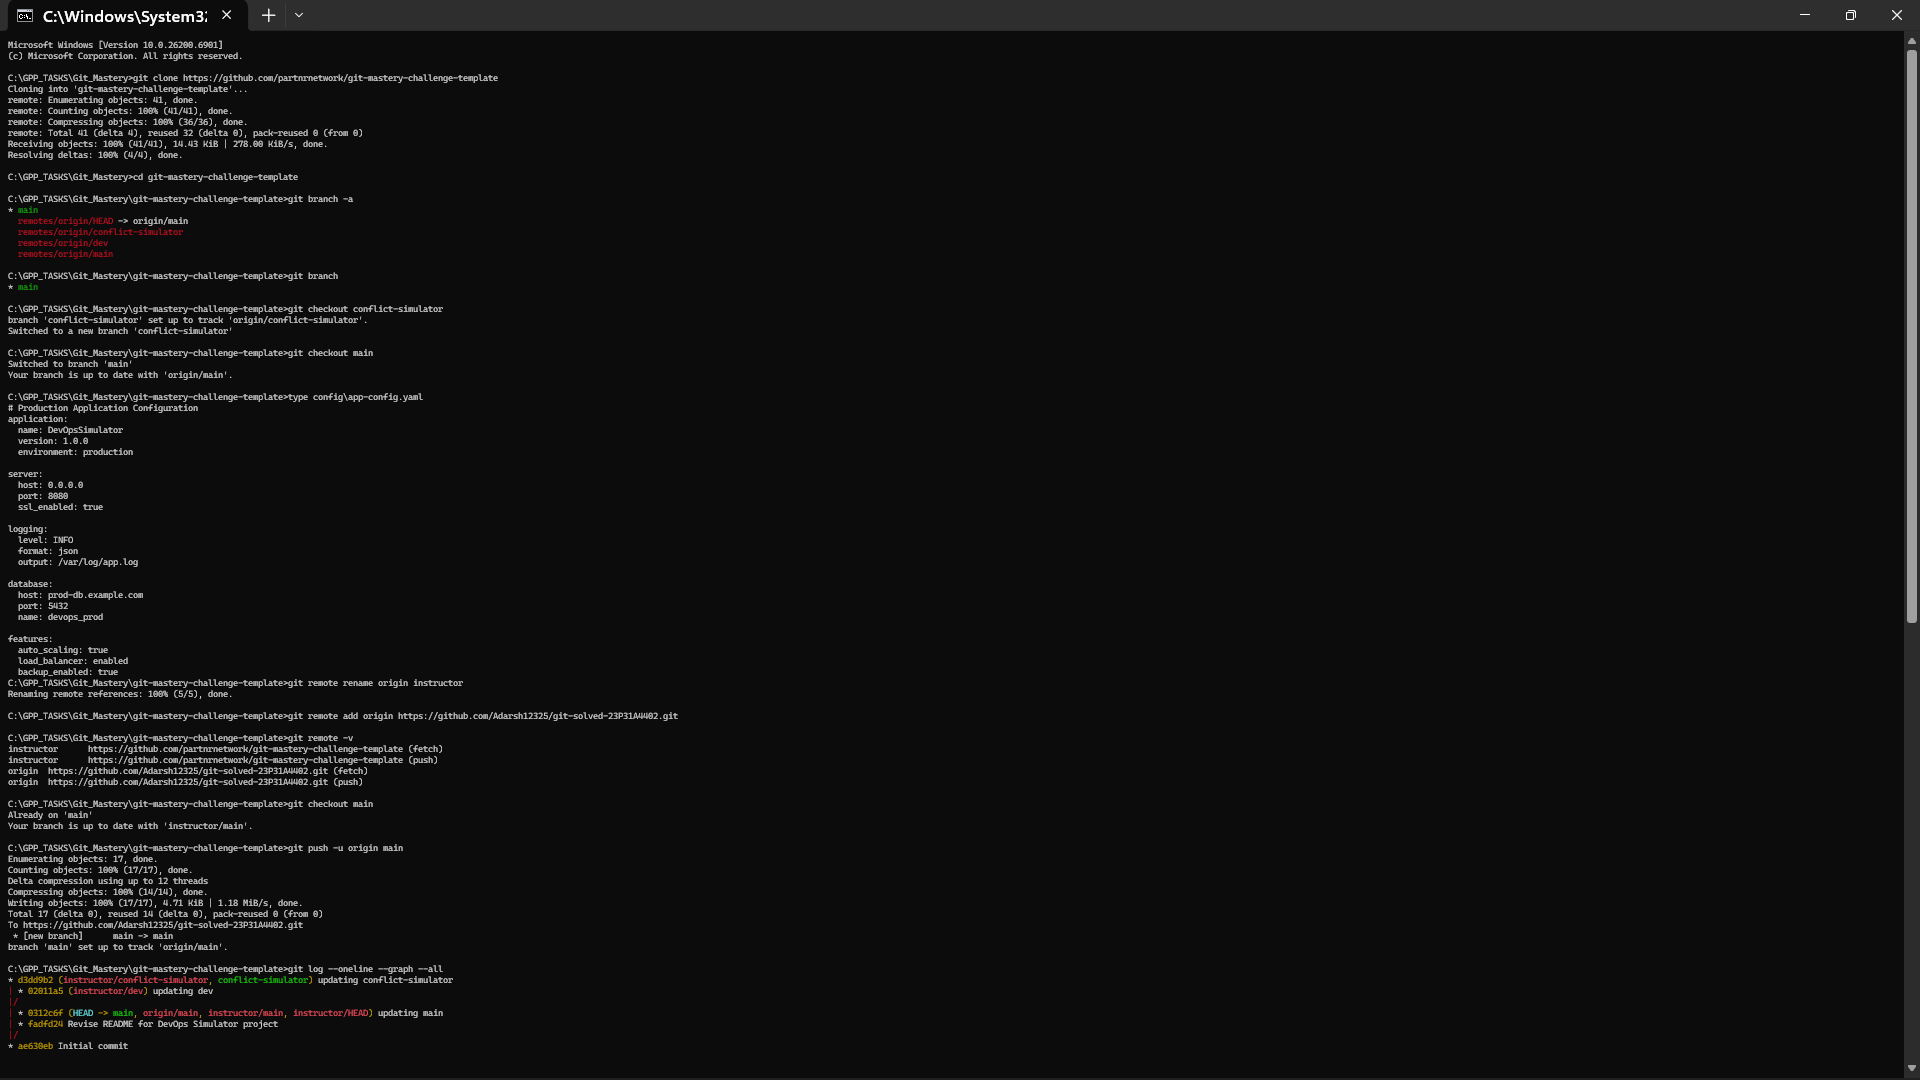 C:\Windows\System32
Microsoft Windows [Version 10.0.26200.6901]
(c) Microsoft Corporation. All rights reserved.
C:\GPP_TASKS\Git_Mastery>git clone https://github.com/partnrnetwork/git-mastery-challenge-template
Cloning into 'git-mastery-challenge-template'...
remote: Enumerating objects: 41, done.
remote: Counting objects: 100% (41/41), done.
remote: Compressing objects: 100% (36/36), done.
remote: Total 41 (delta 4), reused 32 (delta 0), pack-reused 0 (from 0)
Receiving objects: 100% (41/41), 14.43 KiB | 278.00 KiB/s, done.
Resolving deltas: 100% (4/4), done.
C:\GPP_TASKS\Git_Mastery>cd git-mastery-challenge-template
C:\GPP_TASKS\Git_Mastery\git-mastery-challenge-template>git branch -a
* main
remotes/origin/HEAD -> origin/main
remotes/origin/conflict-simulator
remotes/origin/dev
remotes/origin/main
C:\GPP_TASKS\Git_Mastery\git-mastery-challenge-template>git branch
* main
C:\GPP_TASKS\Git_Mastery\git-mastery-challenge-template>git checkout conflict-simulator
branch 'conflict-simulator' set up to track 'origin/conflict-simulator'.
Switched to a new branch 'conflict-simulator'
C:\GPP_TASKS\Git_Mastery\git-mastery-challenge-template>git checkout main
Switched to branch 'main'
Your branch is up to date with 'origin/main'.
C:\GPP_TASKS\Git_Mastery\git-mastery-challenge-template>type config\app-config.yaml
# Production Application Configuration
application:
name: DevOpsSimulator
version: 1.0.0
environment: production
server:
host: 0.0.0.0
port: 8080
ssl_enabled: true
logging:
level: INFO
format: json
output: /var/log/app.log
database:
host: prod-db.example.com
port: 5432
name: devops_prod
features:
auto_scaling: true
load_balancer: enabled
backup_enabled: true
C:\GPP_TASKS\Git_Mastery\git-mastery-challenge-template>git remote rename origin instructor
Renaming remote references: 100% (5/5), done.
C:\GPP_TASKS\Git_Mastery\git-mastery-challenge-template>git remote add origin https://github.com/Adarsh12325/git-solved-23P31A4402.git
C:\GPP_TASKS\Git_Mastery\git-mastery-challenge-template>git remote -v
instructor https://github.com/partnrnetwork/git-mastery-challenge-template (fetch)
instructor https://github.com/partnrnetwork/git-mastery-challenge-template (push)
origin https://github.com/Adarsh12325/git-solved-23P31A4402.git (fetch)
origin https://github.com/Adarsh12325/git-solved-23P31A4402.git (push)
C:\GPP_TASKS\Git_Mastery\git-mastery-challenge-template>git checkout main
Already on 'main'
Your branch is up to date with 'instructor/main'.
C:\GPP_TASKS\Git_Mastery\git-mastery-challenge-template>git push -u origin main
Enumerating objects: 17, done.
Counting objects: 100% (17/17), done.
Delta compression using up to 12 threads
Compressing objects: 100% (14/14), done.
Writing objects: 100% (17/17), 4.71 KiB | 1.18 MiB/s, done.
Total 17 (delta 0), reused 14 (delta 0), pack-reused 0 (from 0)
To https://github.com/Adarsh12325/git-solved-23P31A4402.git
* [new branch] main -> main
branch 'main' set up to track 'origin/main'.
C:\GPP_TASKS\Git_Mastery\git-mastery-challenge-template>git log --oneline --graph --all
* d3dd9b2 (instructor/conflict-simulator, conflict-simulator) updating conflict-simulator
| * 02011a5 (instructor/dev) updating dev
|/
| * 0312c6f (HEAD -> main, origin/main, instructor/main, instructor/HEAD) updating main
| * fadfd24 Revise README for DevOps Simulator project
|/
* ae630eb Initial commit